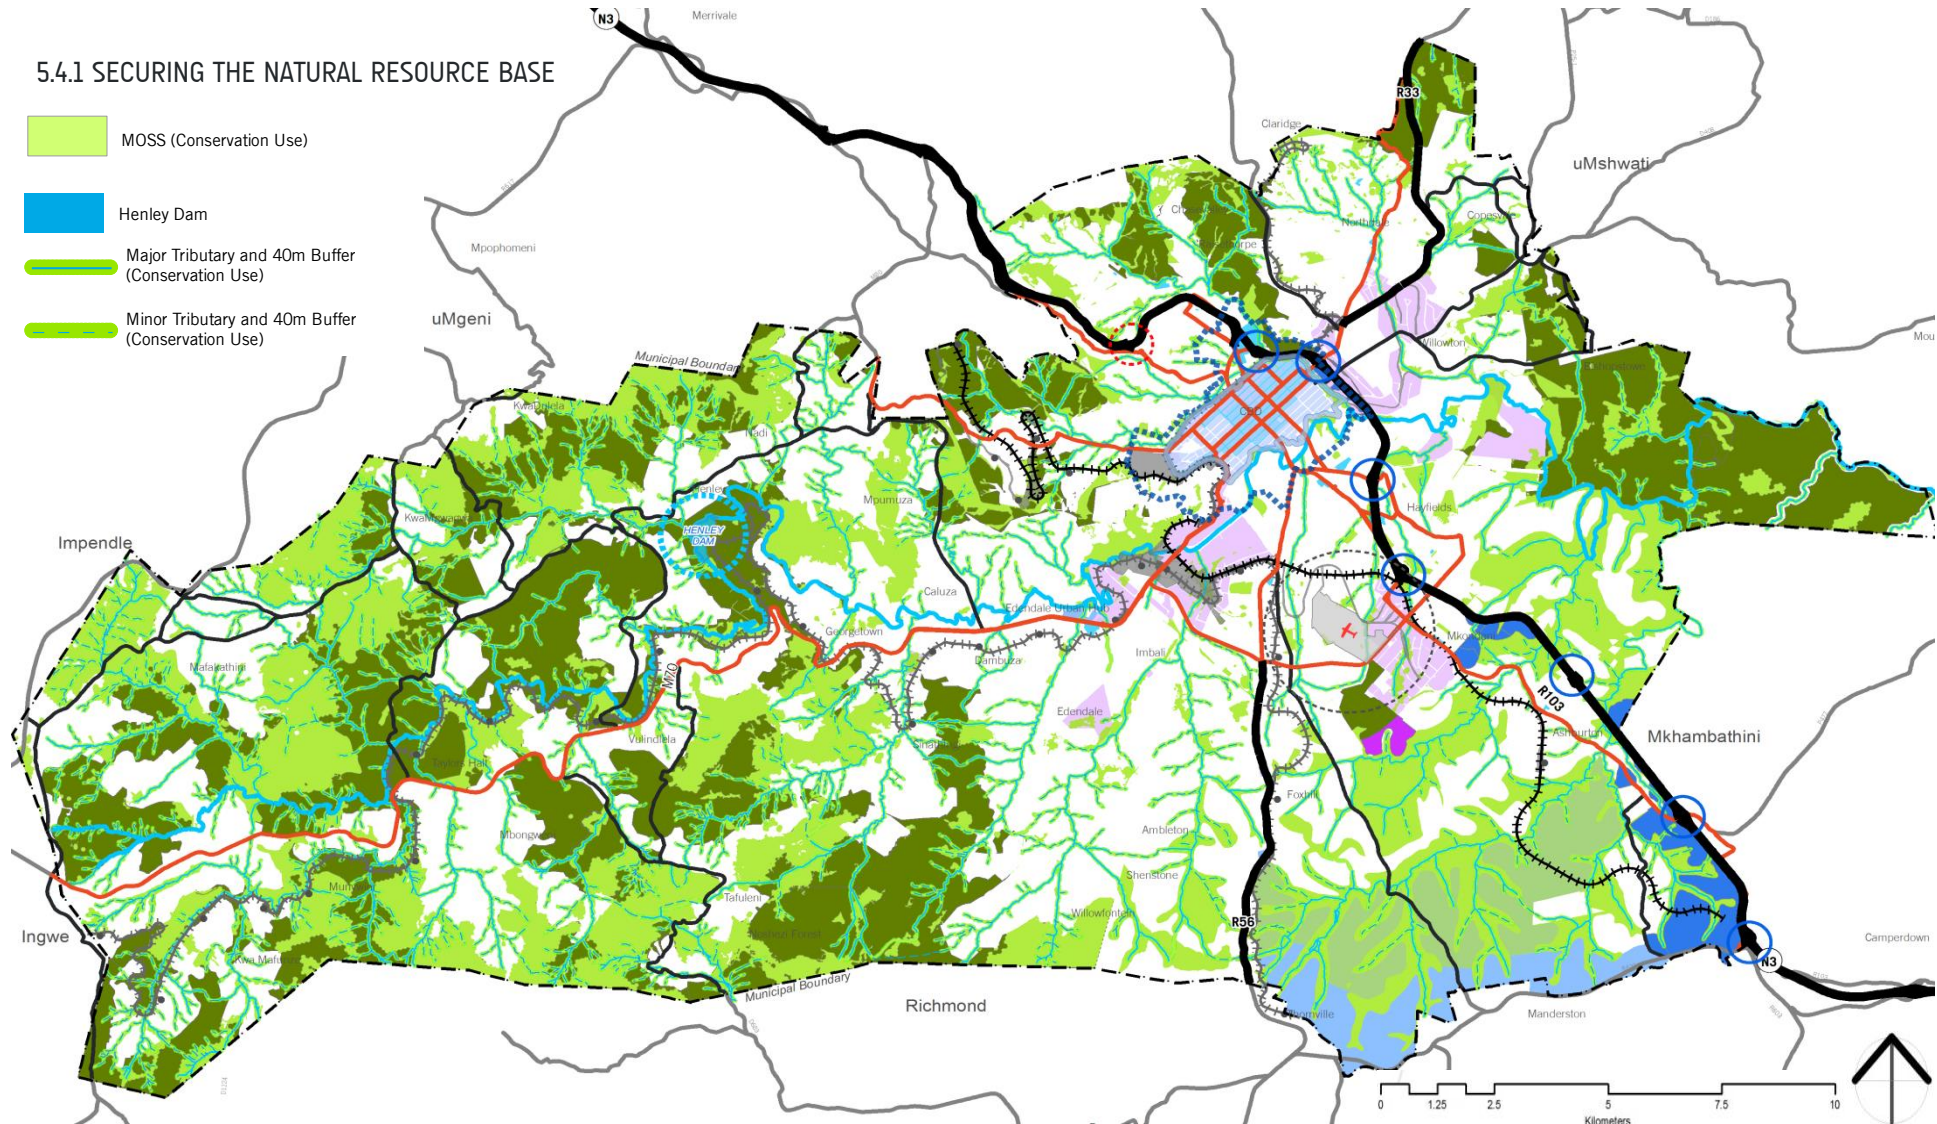 5.4.1 SECURING THE NATURAL RESOURCE BASE
MOSS (Conservation Use)
Henley Dam
Major Tributary and 40m Buffer
(Conservation Use)
Minor Tributary and 40m Buffer
(Conservation Use)
N3
Merrivale
R33
Claridge
uMshwati
Mpophomeni
Northdale
uMgeni
Willowton
Municipal Boundary
CBD
Mpumuza
HENLEY
DAM
Hayfields
Impendle
Caluza
Edendale Urban Hub
Georgetown
Mafakathini
Dambuza
Imbali
M70
R103
Edendale
Vulindlela
Ashburton
Mkhambathini
Taylors Halt
Foxhill
Ambleton
Shenstone
Tafuleni
Willowfontein
R56
Ingwe
Camperdown
N3
Municipal Boundary
Richmond
Thornville
Manderston
0 1.25 2.5 5 7.5 10
Kilometers